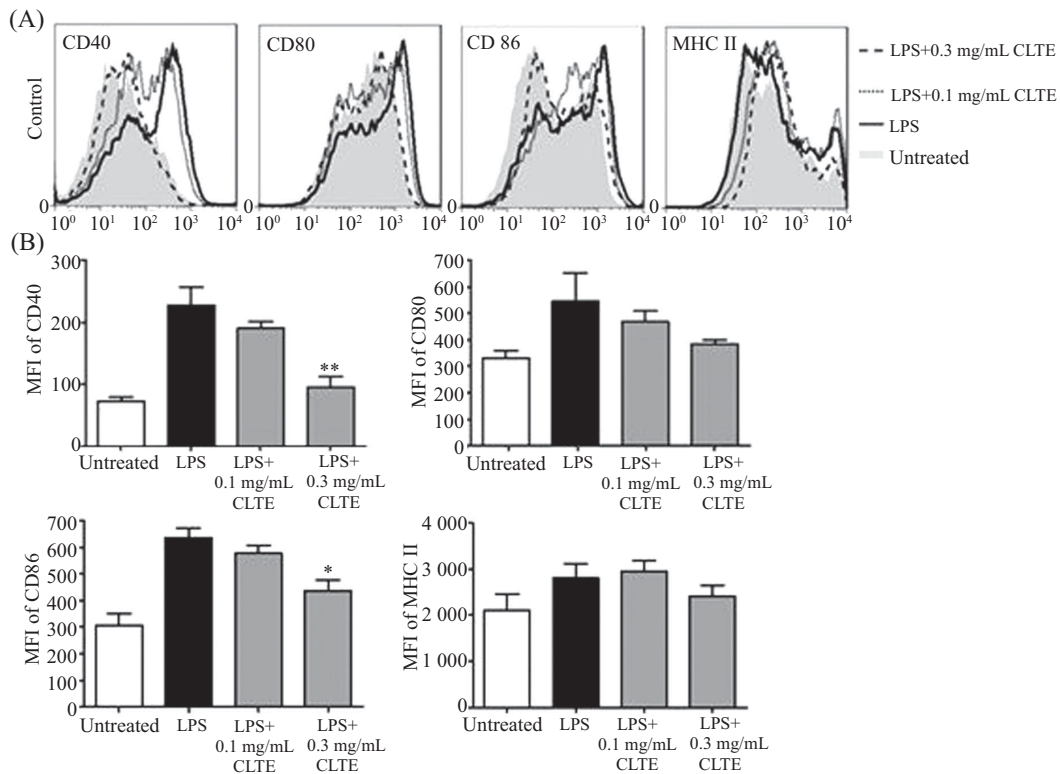 (A)
CD40
CD80
CD 86
MHC II
Control
0
0
0
0
10⁰ 10¹ 10² 10³ 10⁴
10⁰ 10¹ 10² 10³ 10⁴
10⁰ 10¹ 10² 10³ 10⁴
10⁰ 10¹ 10² 10³ 10⁴
LPS+0.3 mg/mL CLTE
LPS+0.1 mg/mL CLTE
LPS
Untreated
(B)
MFI of CD40
300
200
100
0
Untreated
LPS
LPS+
0.1 mg/mL
CLTE
**
LPS+
0.3 mg/mL
CLTE
MFI of CD80
700
600
500
400
300
200
100
0
Untreated
LPS
LPS+
0.1 mg/mL
CLTE
LPS+
0.3 mg/mL
CLTE
MFI of CD86
700
600
500
400
300
200
100
0
Untreated
LPS
LPS+
0.1 mg/mL
CLTE
*
LPS+
0.3 mg/mL
CLTE
MFI of MHC II
4 000
3 000
2 000
1 000
0
Untreated
LPS
LPS+
0.1 mg/mL
CLTE
LPS+
0.3 mg/mL
CLTE